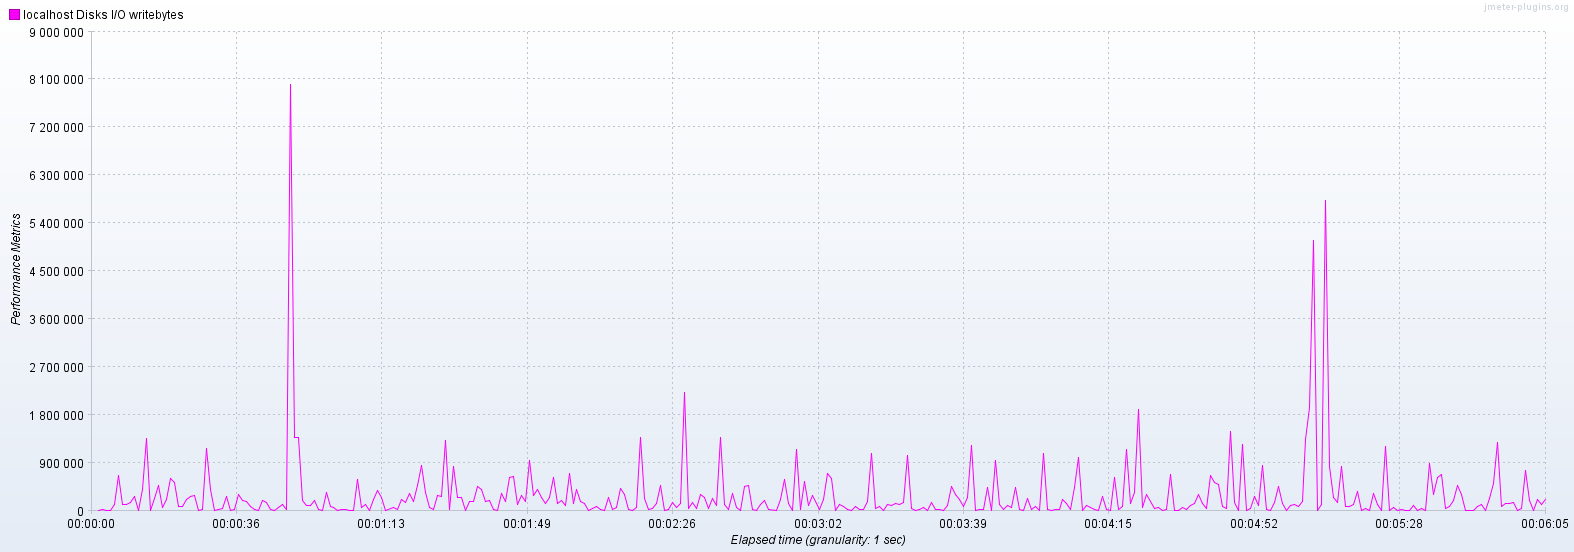 localhost Disks I/O writebytes
jmeter-plugins.org
9 000 000
8 100 000
7 200 000
6 300 000
5 400 000
4 500 000
3 600 000
2 700 000
1 800 000
900 000
0
Performance Metrics
00:00:00 00:00:36 00:01:13 00:01:49 00:02:26 00:03:02 00:03:39 00:04:15 00:04:52 00:05:28 00:06:05
Elapsed time (granularity: 1 sec)